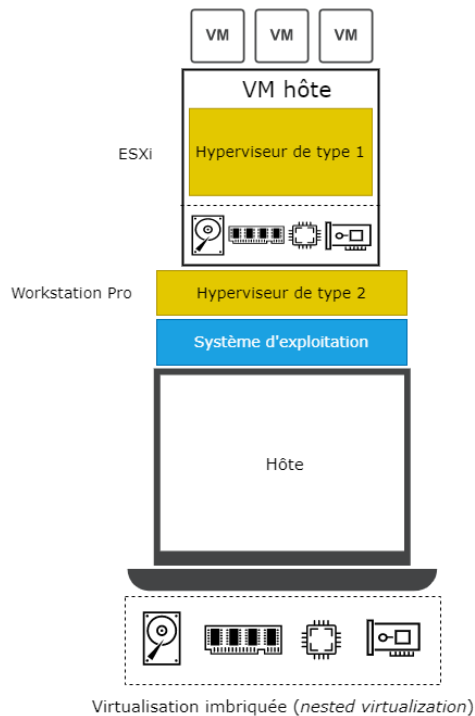 VM VM VM
VM hôte
ESXi
Hyperviseur de type 1
Workstation Pro
Hyperviseur de type 2
Système d'exploitation
Hôte
Virtualisation imbriquée (nested virtualization)